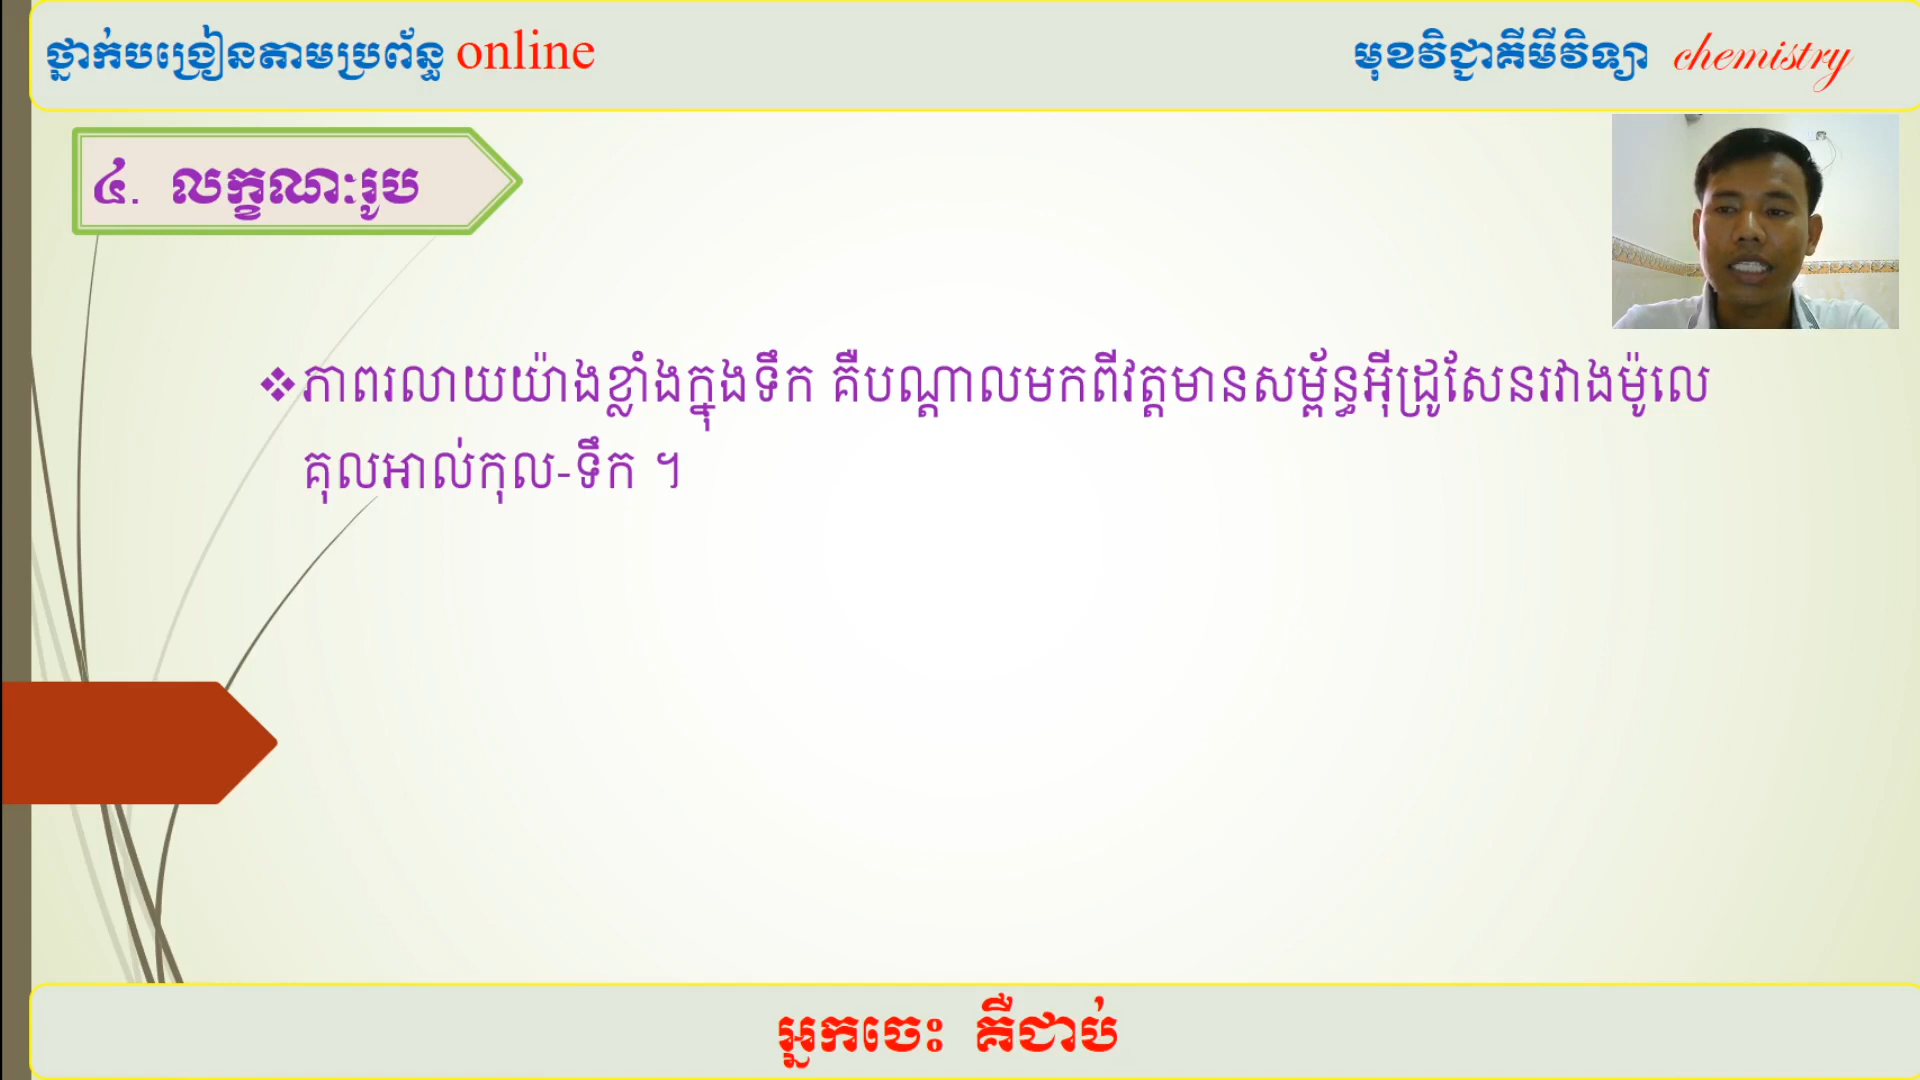 ថ្នាក់បង្រៀនតាមប្រព័ន្ធ online
មុខវិជ្ជាគីមីវិទ្យា chemistry
៤. លក្ខណៈរូប
❖ភាពរលាយយ៉ាងខ្លាំងក្នុងទឹក គឺបណ្ដាលមកពីវត្តមានសម្ព័ន្ធអ៊ីដ្រូសែនរវាងម៉ូលេ
គុលអាល់កុល-ទឹក ។
អ្នកចេះ គឺជាប់